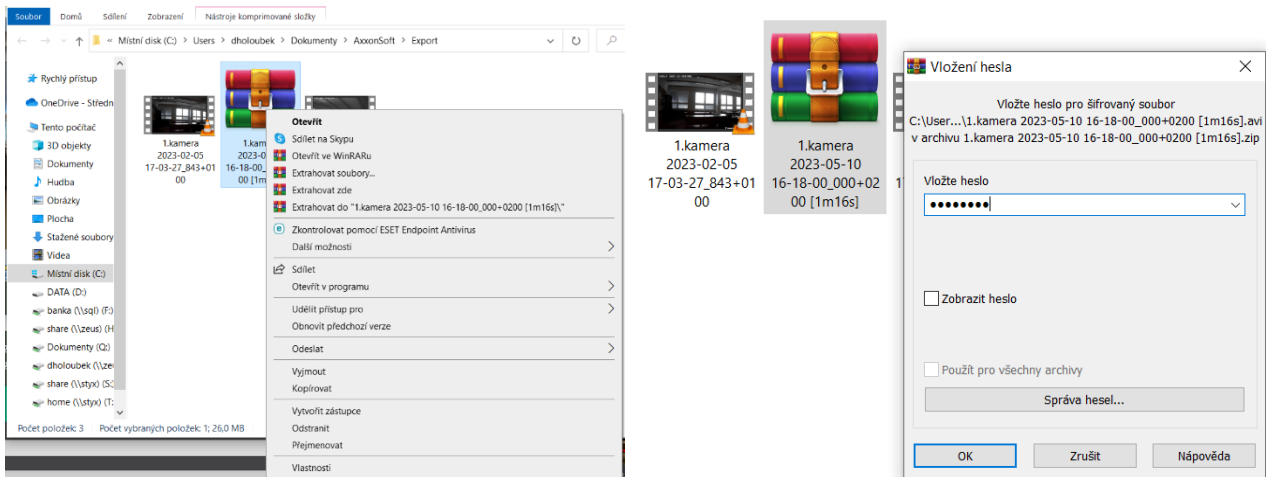 Soubor Domů Sdílení Zobrazení Nástroje komprimované složky
« Místní disk (C:) > Users > dholoubek > Dokumenty > AxxonSoft > Export
Rychlý přístup
OneDrive - Středn
Tento počítač
3D objekty
Dokumenty
Hudba
Obrázky
Plocha
Stažené soubory
Videa
Místní disk (C:)
DATA (D:)
banka (\\sql) (F:)
share (\\zeus) (H
Dokumenty (Q:)
dholoubek (\\zeu
share (\\styx) (S:)
home (\\styx) (T:
1.kamera
2023-02-05
17-03-27_843+01
00
1.kam
2023-0
16-18-00_
00 [1m
Otevřít
Sdílet na Skypu
Otevřít ve WinRARu
Extrahovat soubory...
Extrahovat zde
Extrahovat do "1.kamera 2023-05-10 16-18-00_000+0200 [1m16s]\"
Zkontrolovat pomocí ESET Endpoint Antivirus
Další možnosti
Sdílet
Otevřít v programu
Udělit přístup pro
Obnovit předchozí verze
Odeslat
Vyjmout
Kopírovat
Vytvořit zástupce
Odstranit
Přejmenovat
Vlastnosti
Počet položek: 3 Počet vybraných položek: 1; 26,0 MB
1.kamera
2023-02-05
17-03-27_843+01
00
1.kamera
2023-05-10
16-18-00_000+02
00 [1m16s]
Vložení hesla
Vložte heslo pro šifrovaný soubor
C:\User...\1.kamera 2023-05-10 16-18-00_000+0200 [1m16s].avi
v archivu 1.kamera 2023-05-10 16-18-00_000+0200 [1m16s].zip
Vložte heslo
●●●●●●●●
Zobrazit heslo
Použít pro všechny archivy
Správa hesel...
OK Zrušit Nápověda